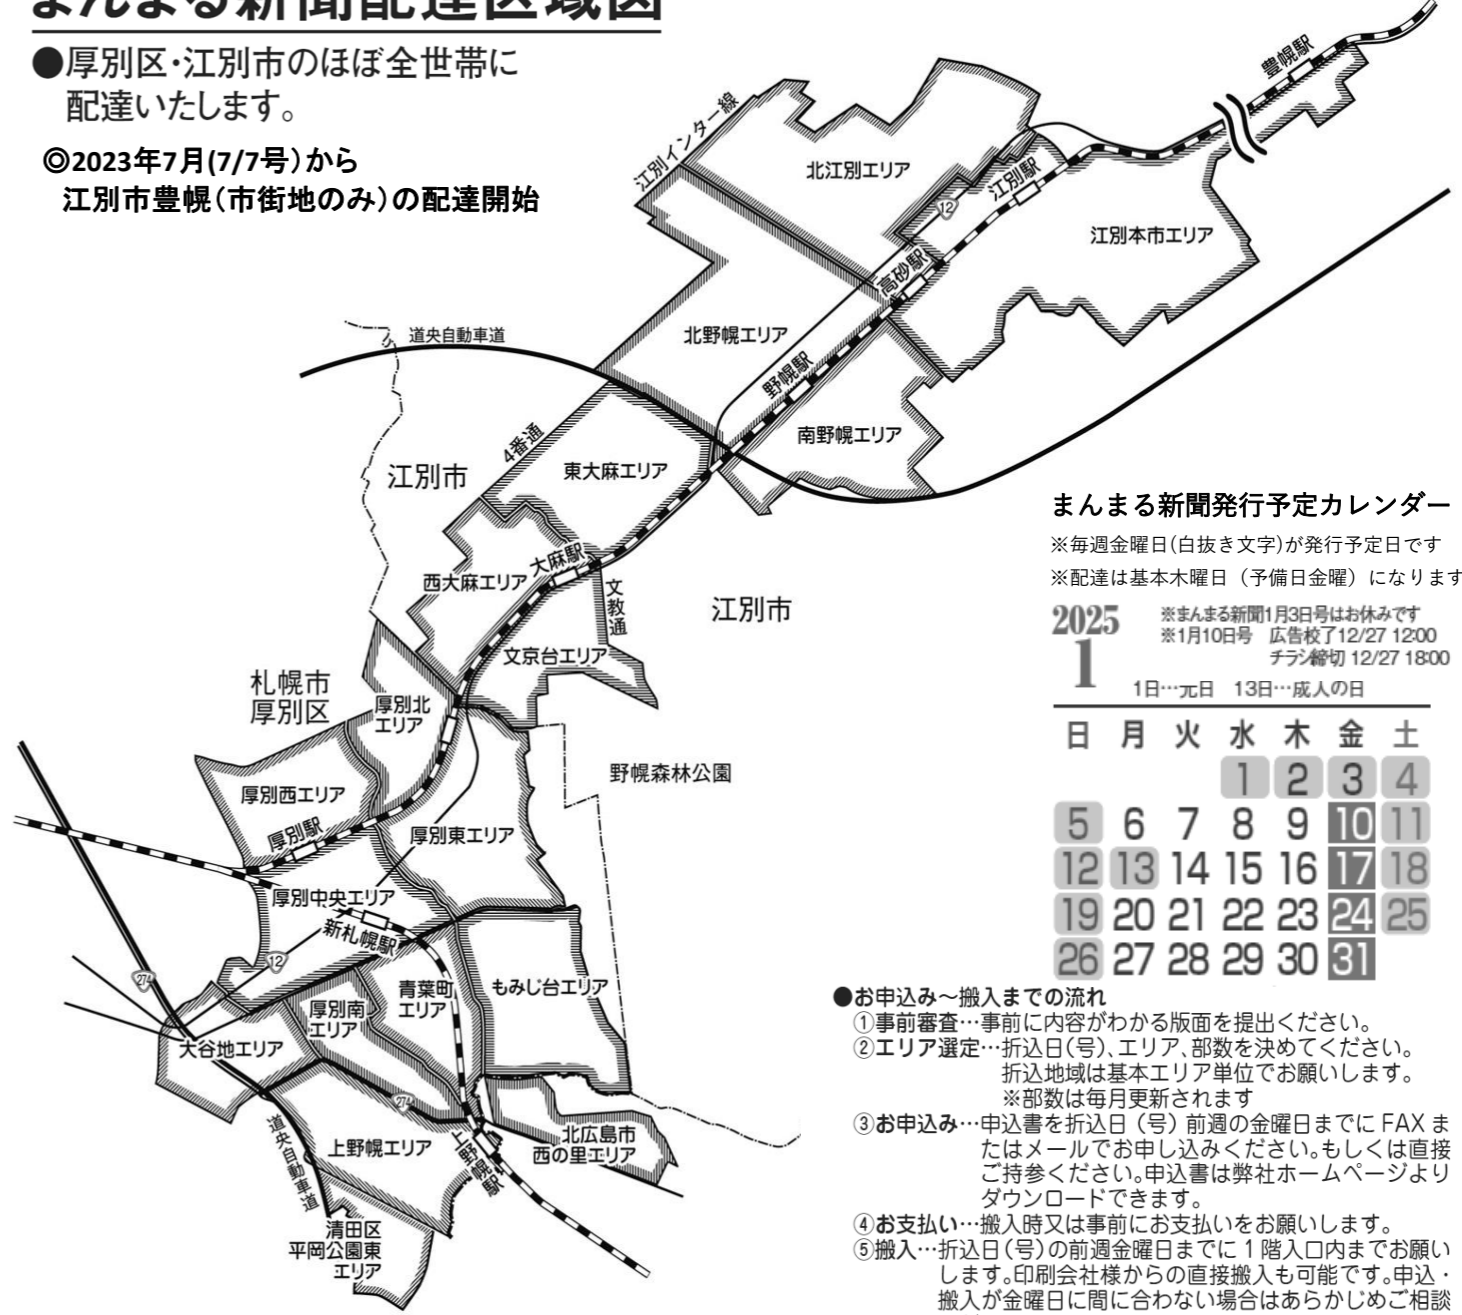 まんまる新聞配達区域図
●厚別区・江別市のほぼ全世帯に
配達いたします。
◎2023年7月(7/7号)から
江別市豊幌(市街地のみ)の配達開始
豊幌駅
江別インター線
北江別エリア
江別駅
12
江別本市エリア
高砂駅
北野幌エリア
道央自動車道
野幌駅
南野幌エリア
4番通
東大麻エリア
江別市
大麻駅
西大麻エリア
文教通
江別市
文京台エリア
札幌市
厚別区
厚別北
エリア
野幌森林公園
厚別西エリア
厚別駅
厚別東エリア
厚別中央エリア
新札幌駅
12
274
青葉町
エリア
もみじ台エリア
厚別南
エリア
大谷地エリア
274
道央自動車道
上野幌エリア
上野幌駅
北広島市
西の里エリア
清田区
平岡公園東
エリア
まんまる新聞発行予定カレンダー
※毎週金曜日(白抜き文字)が発行予定日です
※配達は基本木曜日(予備日金曜)になります
2025
1
※まんまる新聞1月3日号はお休みです
※1月10日号 広告校了12/27 12:00
チラシ締切 12/27 18:00
1日…元日 13日…成人の日
日 月 火 水 木 金 土
1 2 3 4
5 6 7 8 9 10 11
12 13 14 15 16 17 18
19 20 21 22 23 24 25
26 27 28 29 30 31
●お申込み～搬入までの流れ
①事前審査…事前に内容がわかる版面を提出ください。
②エリア選定…折込日(号)、エリア、部数を決めてください。
折込地域は基本エリア単位でお願いします。
※部数は毎月更新されます
③お申込み…申込書を折込日(号)前週の金曜日までに FAX ま
たはメールでお申し込みください。もしくは直接
ご持参ください。申込書は弊社ホームページより
ダウンロードできます。
④お支払い…搬入時又は事前にお支払いをお願いします。
⑤搬入…折込日(号)の前週金曜日までに 1 階入口内までお願い
します。印刷会社様からの直接搬入も可能です。申込・
搬入が金曜日に間に合わない場合はあらかじめご相談